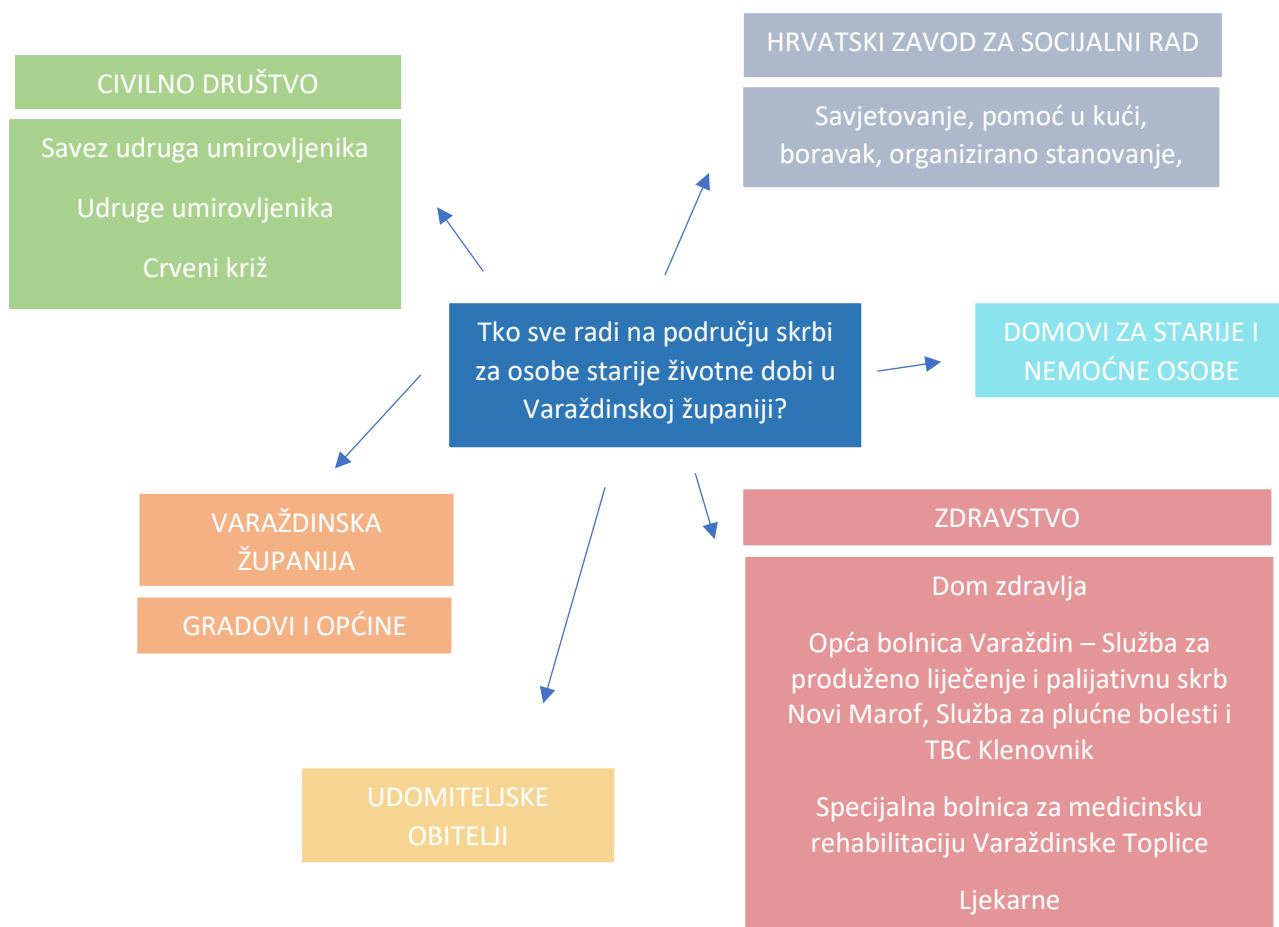 HRVATSKI ZAVOD ZA SOCIJALNI RAD
Savjetovanje, pomoć u kući,
boravak, organizirano stanovanje,
CIVILNO DRUŠTVO
Savez udruga umirovljenika
Udruge umirovljenika
Crveni križ
Tko sve radi na području skrbi
za osobe starije životne dobi u
Varaždinskoj županiji?
DOMOVI ZA STARIJE I
NEMOĆNE OSOBE
VARAŽDINSKA
ŽUPANIJA
GRADOVI I OPĆINE
ZDRAVSTVO
Dom zdravlja
Opća bolnica Varaždin – Služba za
produženo liječenje i palijativnu skrb
Novi Marof, Služba za plućne bolesti i
TBC Klenovnik
Specijalna bolnica za medicinsku
rehabilitaciju Varaždinske Toplice
Ljekarne
UDOMITELJSKE
OBITELJI